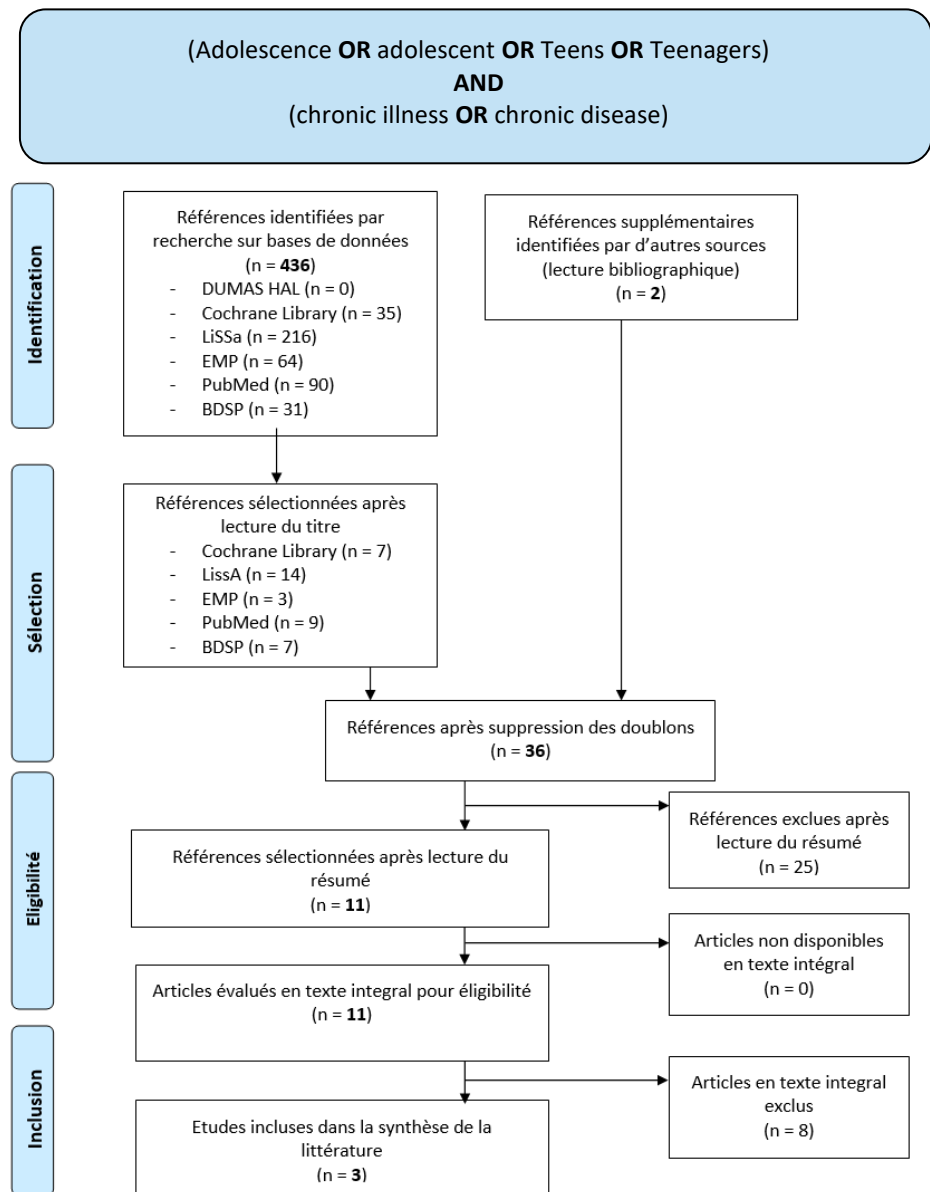 (Adolescence OR adolescent OR Teens OR Teenagers)
AND
(chronic illness OR chronic disease)
Identification
Références identifiées par
recherche sur bases de données
(n = 436)
- DUMAS HAL (n = 0)
- Cochrane Library (n = 35)
- LiSSa (n = 216)
- EMP (n = 64)
- PubMed (n = 90)
- BDSP (n = 31)
Références supplémentaires
identifiées par d'autres sources
(lecture bibliographique)
(n = 2)
Sélection
Références sélectionnées après
lecture du titre
- Cochrane Library (n = 7)
- LissA (n = 14)
- EMP (n = 3)
- PubMed (n = 9)
- BDSP (n = 7)
Références après suppression des doublons
(n = 36)
Eligibilité
Références exclues après
lecture du résumé
(n = 25)
Références sélectionnées après lecture du
résumé
(n = 11)
Articles non disponibles
en texte intégral
(n = 0)
Articles évalués en texte integral pour éligibilité
(n = 11)
Inclusion
Articles en texte integral
exclus
(n = 8)
Etudes incluses dans la synthèse de la
littérature
(n = 3)